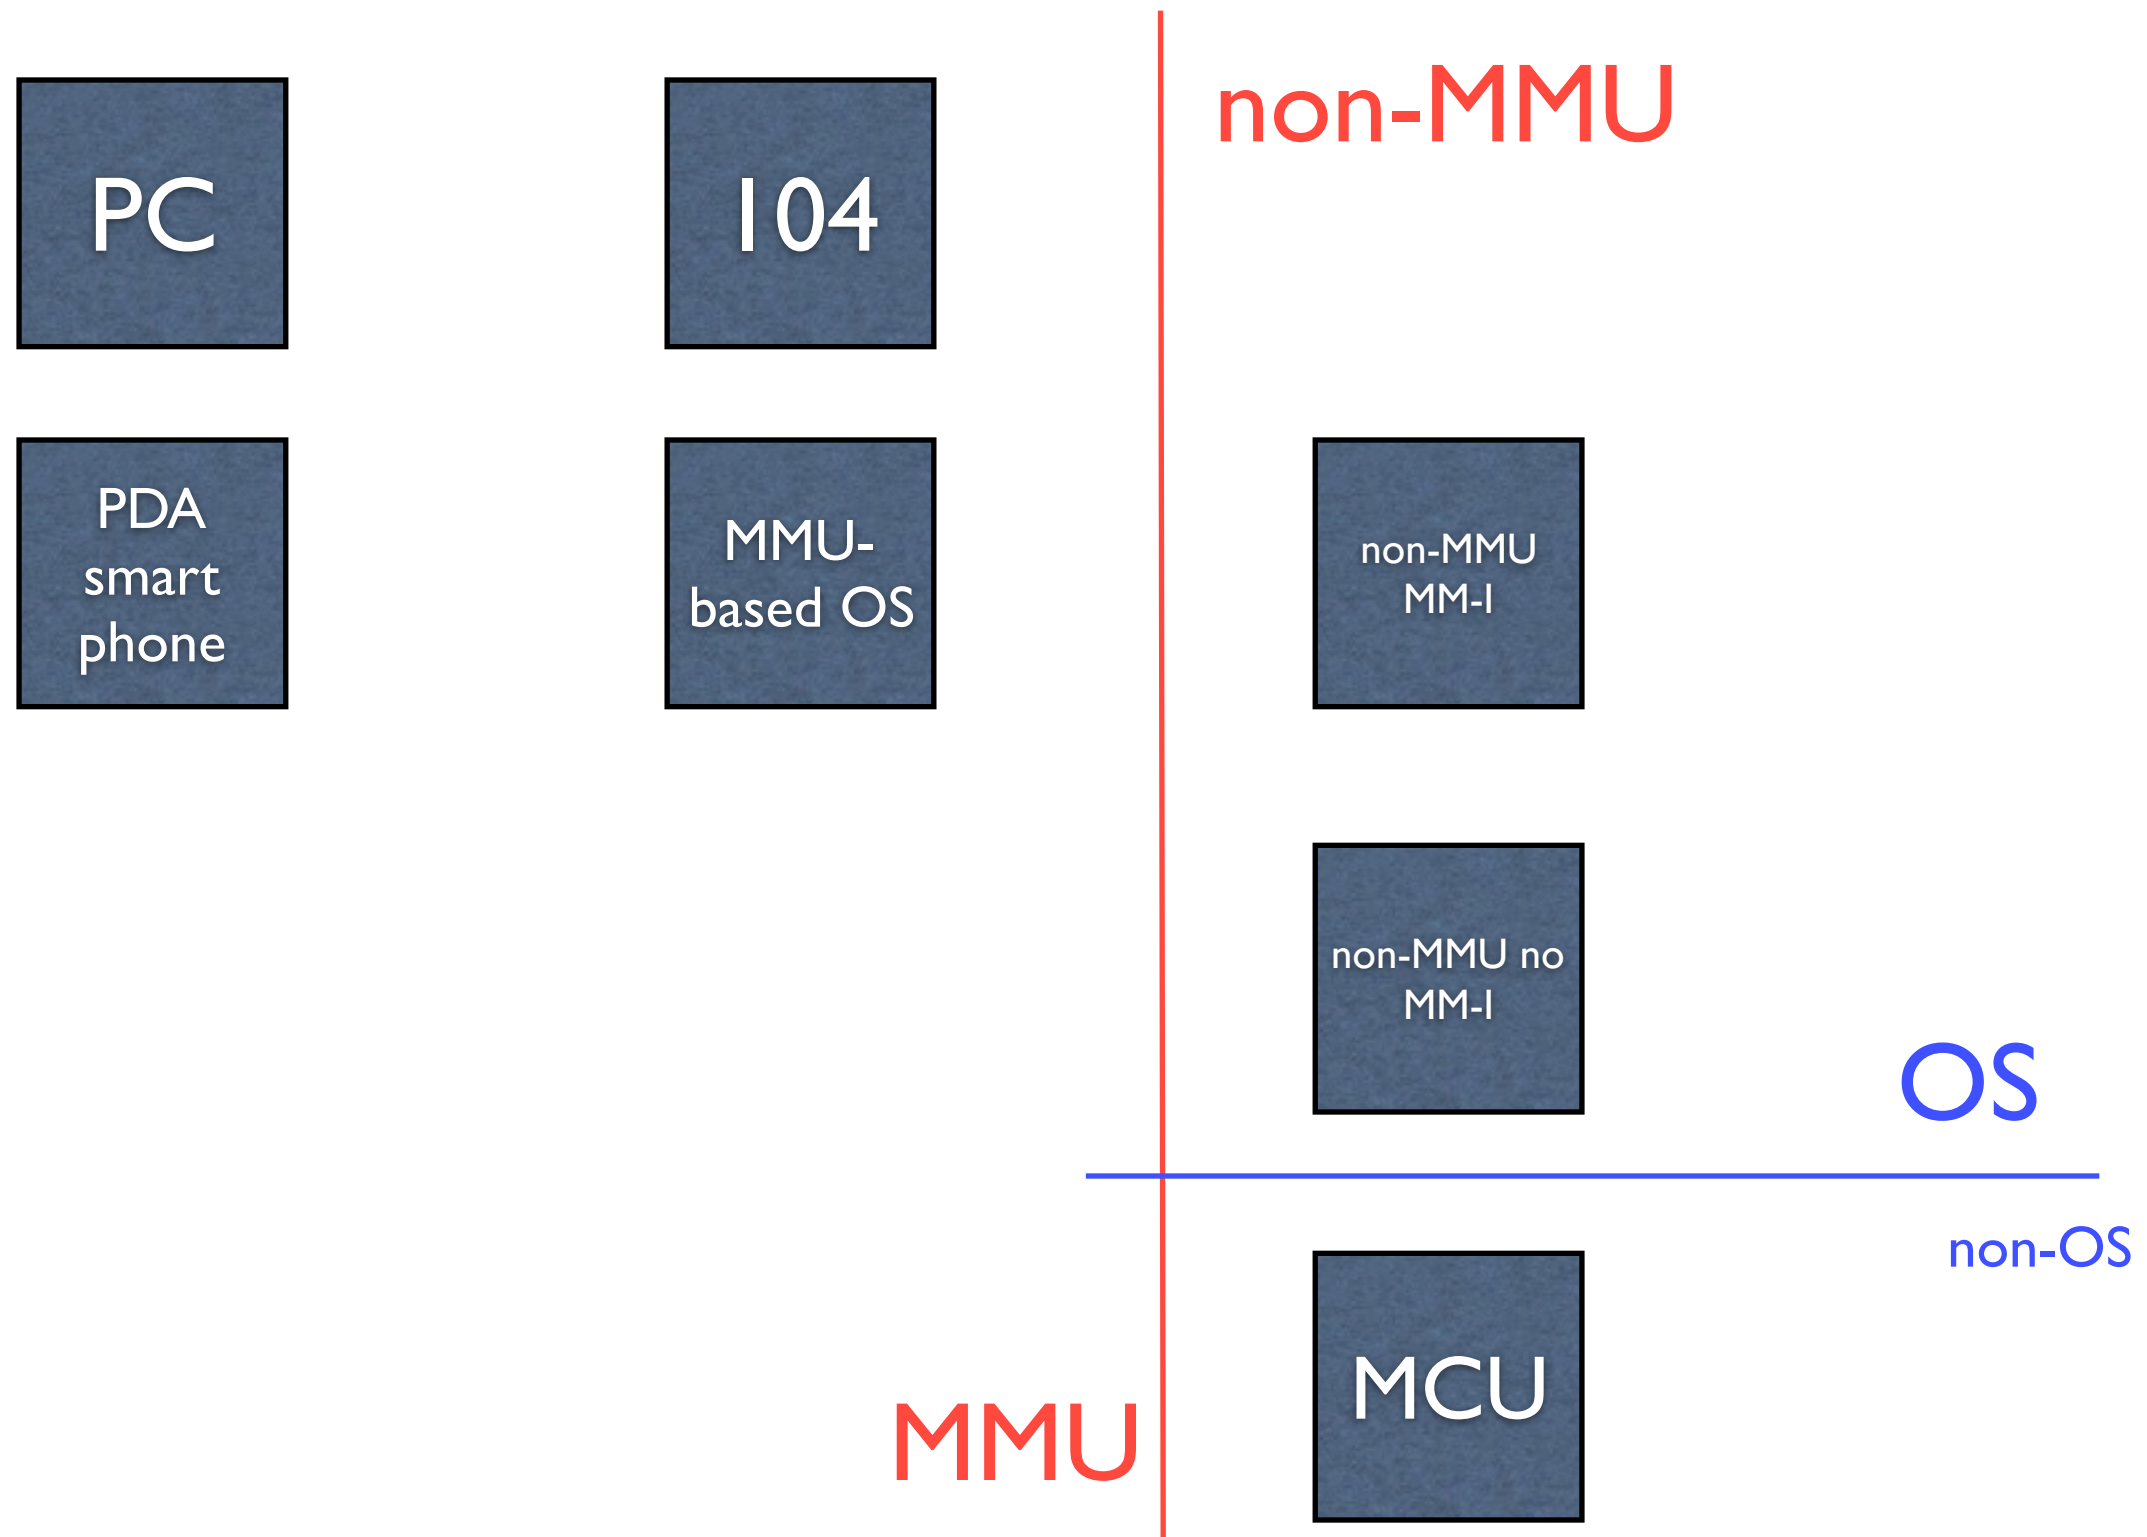 non-MMU
PC
104
PDA
smart
phone
MMU-
based OS
non-MMU
MM-I
non-MMU no
MM-I
OS
non-OS
MCU
MMU